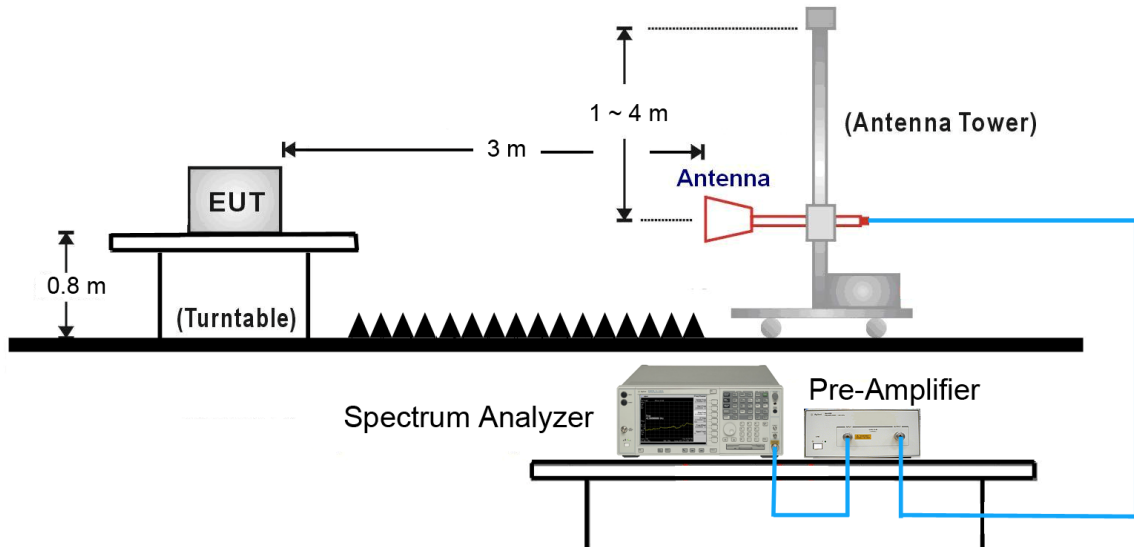 1 ~ 4 m
(Antenna Tower)
3 m
Antenna
EUT
0.8 m
(Turntable)
Spectrum Analyzer
Pre-Amplifier